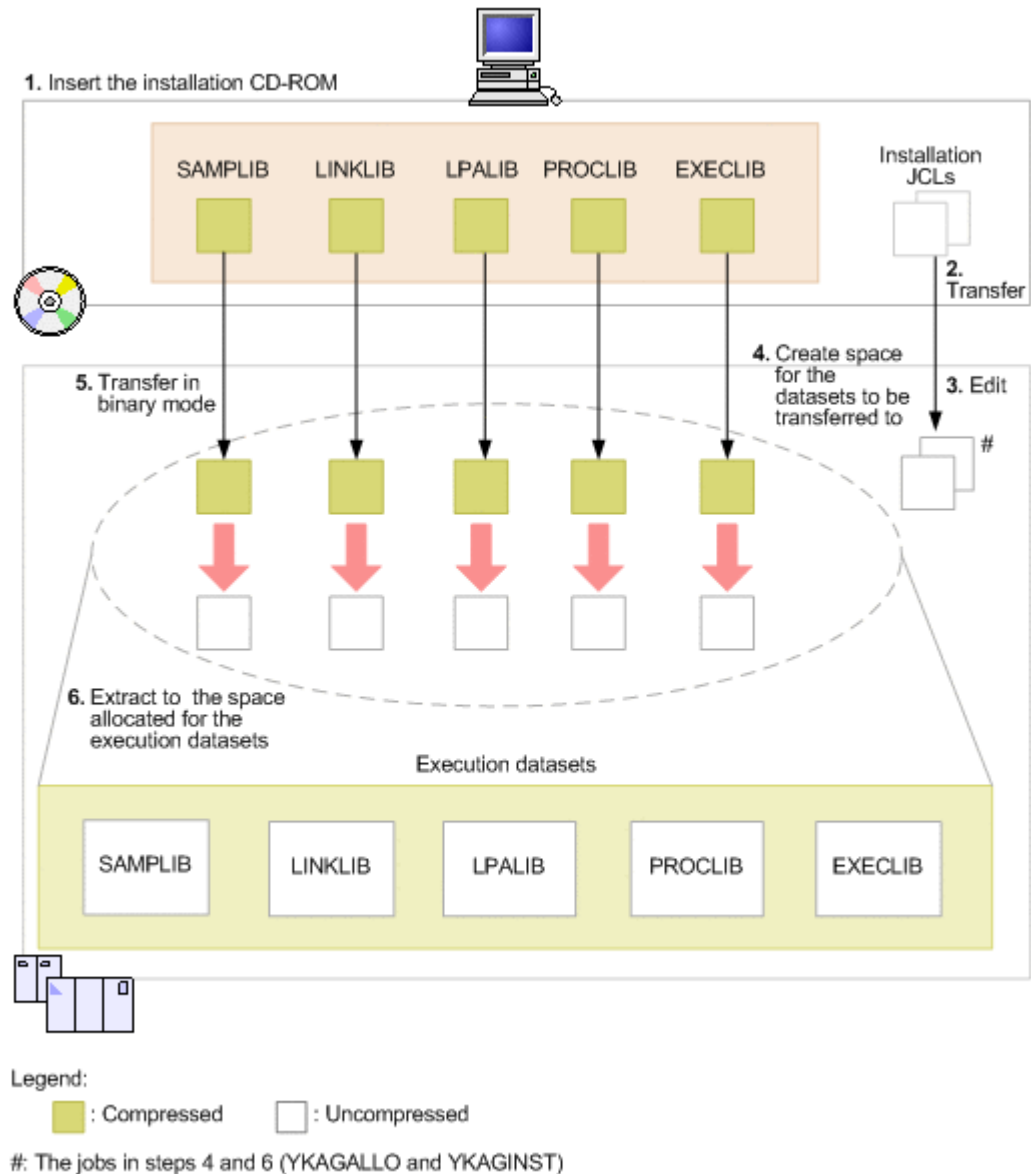 1. Insert the installation CD-ROM
SAMPLIB LINKLIB LPALIB PROCLIB EXECLIB
Installation
JCLs
2.
Transfer
5. Transfer in
binary mode
4. Create space
for the
datasets to be
transferred to
3. Edit
#
6. Extract to the space
allocated for the
execution datasets
Execution datasets
SAMPLIB LINKLIB LPALIB PROCLIB EXECLIB
Legend:
: Compressed : Uncompressed
#: The jobs in steps 4 and 6 (YKAGALLO and YKAGINST)